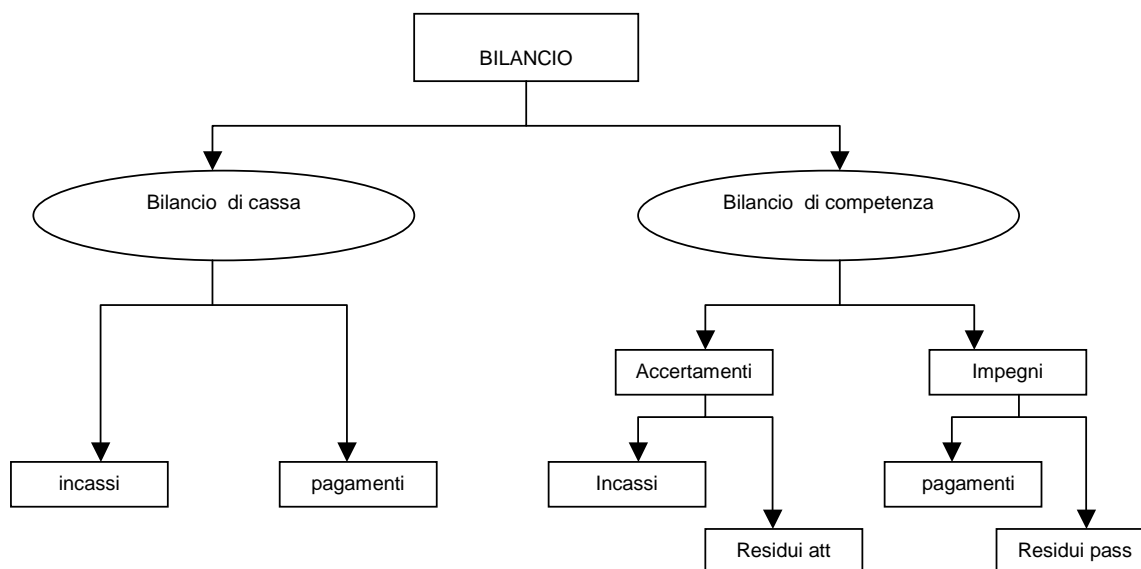 BILANCIO
Bilancio di cassa
Bilancio di competenza
Accertamenti
Impegni
incassi
pagamenti
Incassi
pagamenti
Residui att
Residui pass